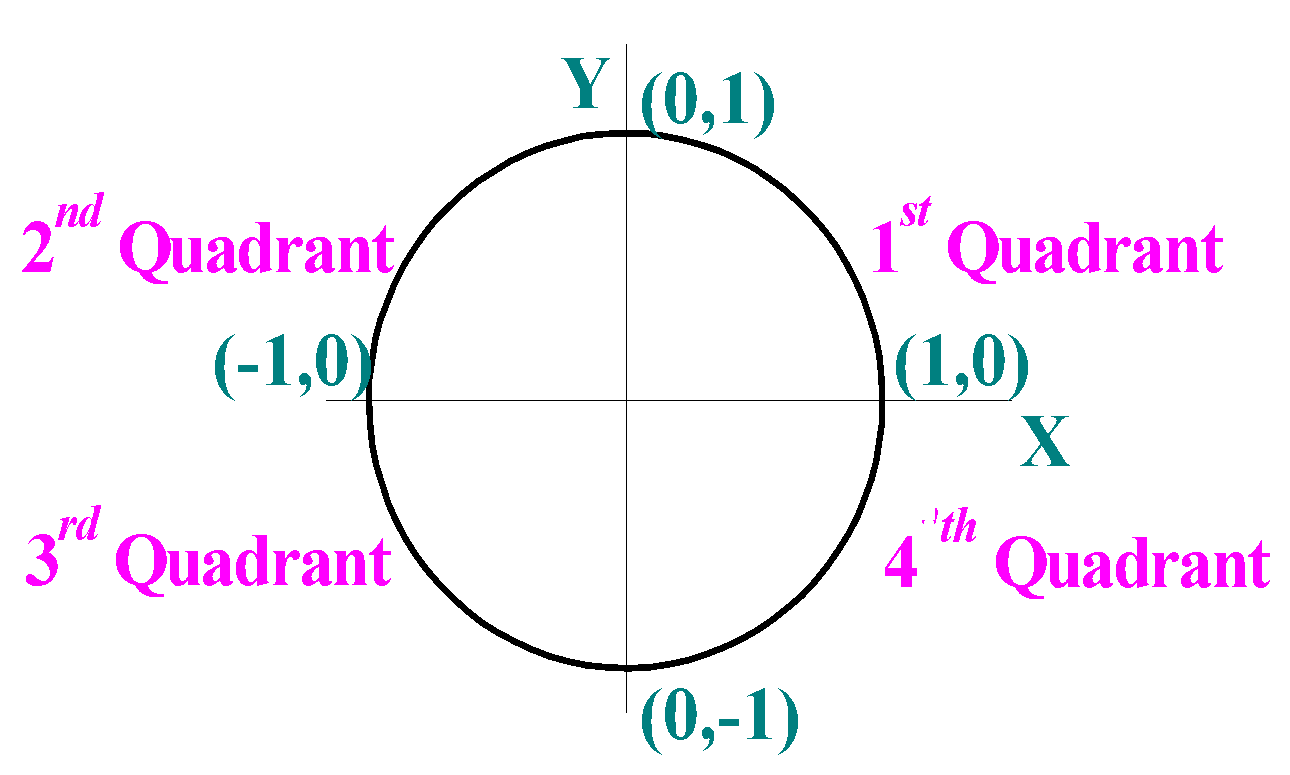 Y (0,1)
2nd Quadrant
1st Quadrant
(-1,0)
(1,0)
X
3rd Quadrant
4th Quadrant
(0,-1)